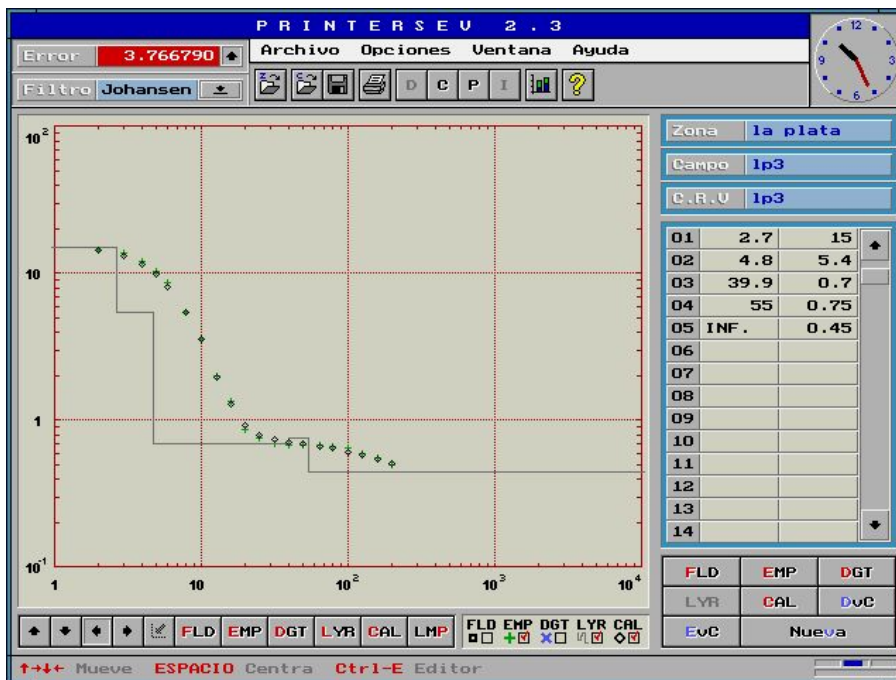 PRINTERSEV 2.3
Error 3.766790
Archivo Opciones Ventana Ayuda
Filtro Johansen
Z C D C P I ?
12
3
6
9
Zona la plata
Campo lp3
C.R.V lp3
01 2.7 15
02 4.8 5.4
03 39.9 0.7
04 55 0.75
05 INF. 0.45
06
07
08
09
10
11
12
13
14
10²
10
1
10⁻¹
1 10 10² 10³ 10⁴
FLD EMP DGT
LYR CAL DvC
EvC Nueva
FLD EMP DGT LYR CAL LMP
FLD EMP DGT LYR CAL
Mueve ESPACIO Centra Ctrl-E Editor